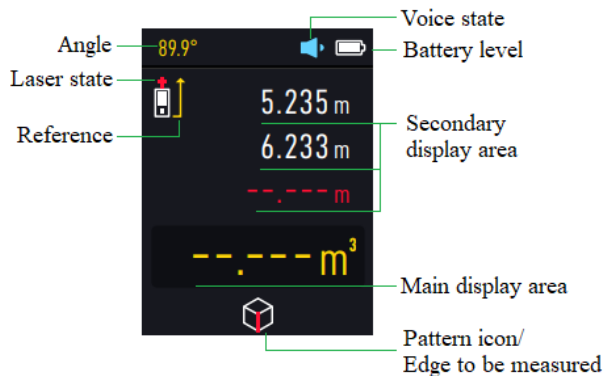 Voice state
Angle 89.9° Battery level
Laser state
5.235 m
Reference
Secondary
display area
6.233 m
--.--- m
--.--- m³
Main display area
Pattern icon/
Edge to be measured